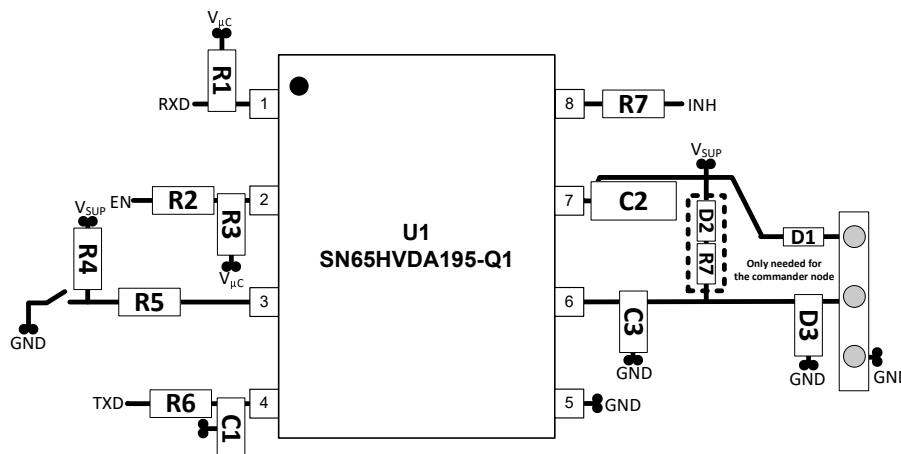 VµC
R1
RXD
1
8
R7
INH
VSUP
EN
R2
2
R3
VµC
7
C2
D2
R7
D1
U1
SN65HVDA195-Q1
Only needed for
the commander node
VSUP
R4
R5
3
6
C3
D3
GND
GND
GND
GND
TXD
R6
4
C1
5
GND